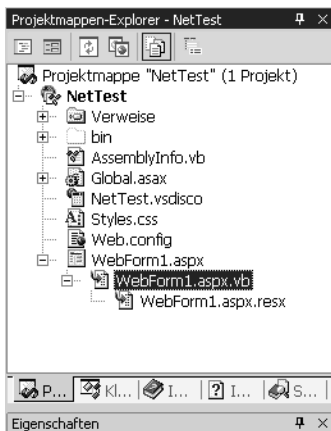 Projektmappen-Explorer - NetTest
Projektmappe "NetTest" (1 Projekt)
NetTest
Verweise
bin
AssemblyInfo.vb
Global.asax
NetTest.vsdisco
Styles.css
Web.config
WebForm1.aspx
WebForm1.aspx.vb
WebForm1.aspx.resx
P... Kl... I... I... S...
Eigenschaften